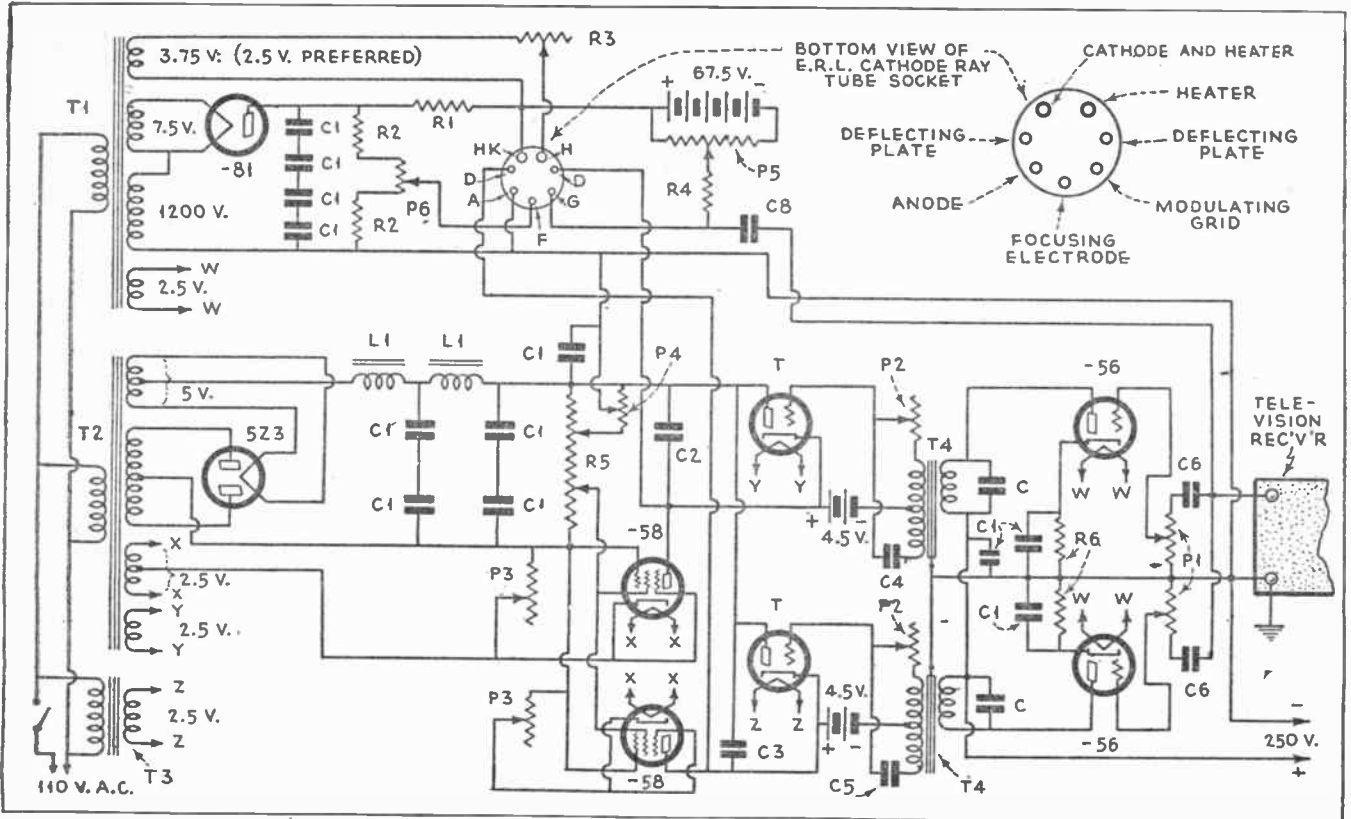 3.75 V: (2.5 V. PREFERRED)
R3
BOTTOM VIEW OF
E.R.L. CATHODE RAY
TUBE SOCKET
CATHODE AND HEATER
HEATER
DEFLECTING
PLATE
DEFLECTING
PLATE
ANODE
MODULATING
GRID
FOCUSING
ELECTRODE
T1
7.5 V.
-81
C1
C1
C1
C1
R2
R2
R1
P6
+
67.5 V.
-
P5
R4
C8
HK
H
D
D
A
G
F
1200 V.
W
2.5 V.
W
L1
L1
C1
P4
T
P2
-56
TELE-
VISION
REC'V'R
5 V.
T2
5Z3
C1
C1
C1
C1
R5
C2
Y
Y
T4
C
W
W
C6
+
4.5 V.
-
C4
C1
C1
R6
P1
X
2.5 V.
X
Y
2.5 V.
Y
P3
-58
X
X
T
P2
W
W
C6
Z
2.5 V.
Z
T3
P3
X
X
-58
Z
Z
4.5 V.
+
-
C3
C5
T4
C
-56
-
250 V.
+
110 V. A.C.